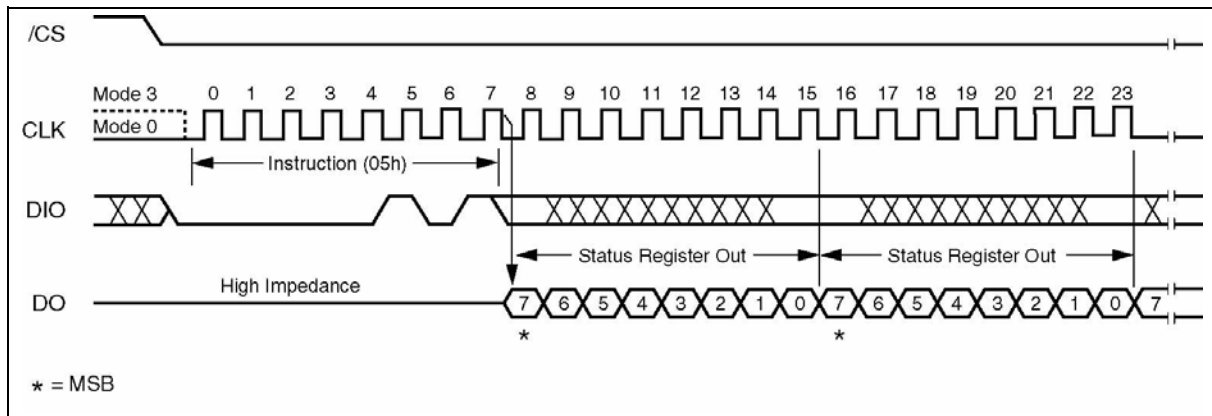 /CS
Mode 3
0 1 2 3 4 5 6 7 8 9 10 11 12 13 14 15 16 17 18 19 20 21 22 23
CLK
Mode 0
Instruction (05h)
DIO
Status Register Out
Status Register Out
High Impedance
DO
7 6 5 4 3 2 1 0 7 6 5 4 3 2 1 0 7
* *
* = MSB